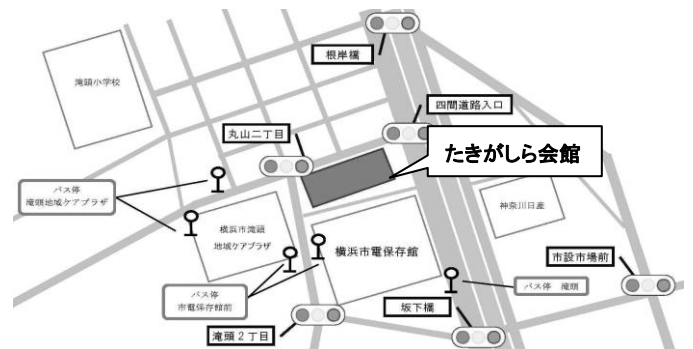 根岸橋
滝頭小学校
四間道路入口
丸山二丁目
たきがしら会館
バス停
滝頭地域ケアプラザ
神奈川日産
横浜市滝頭
地域ケアプラザ
横浜市電保存館
市設市場前
バス停
市電保存館前
バス停　滝頭
坂下橋
滝頭２丁目